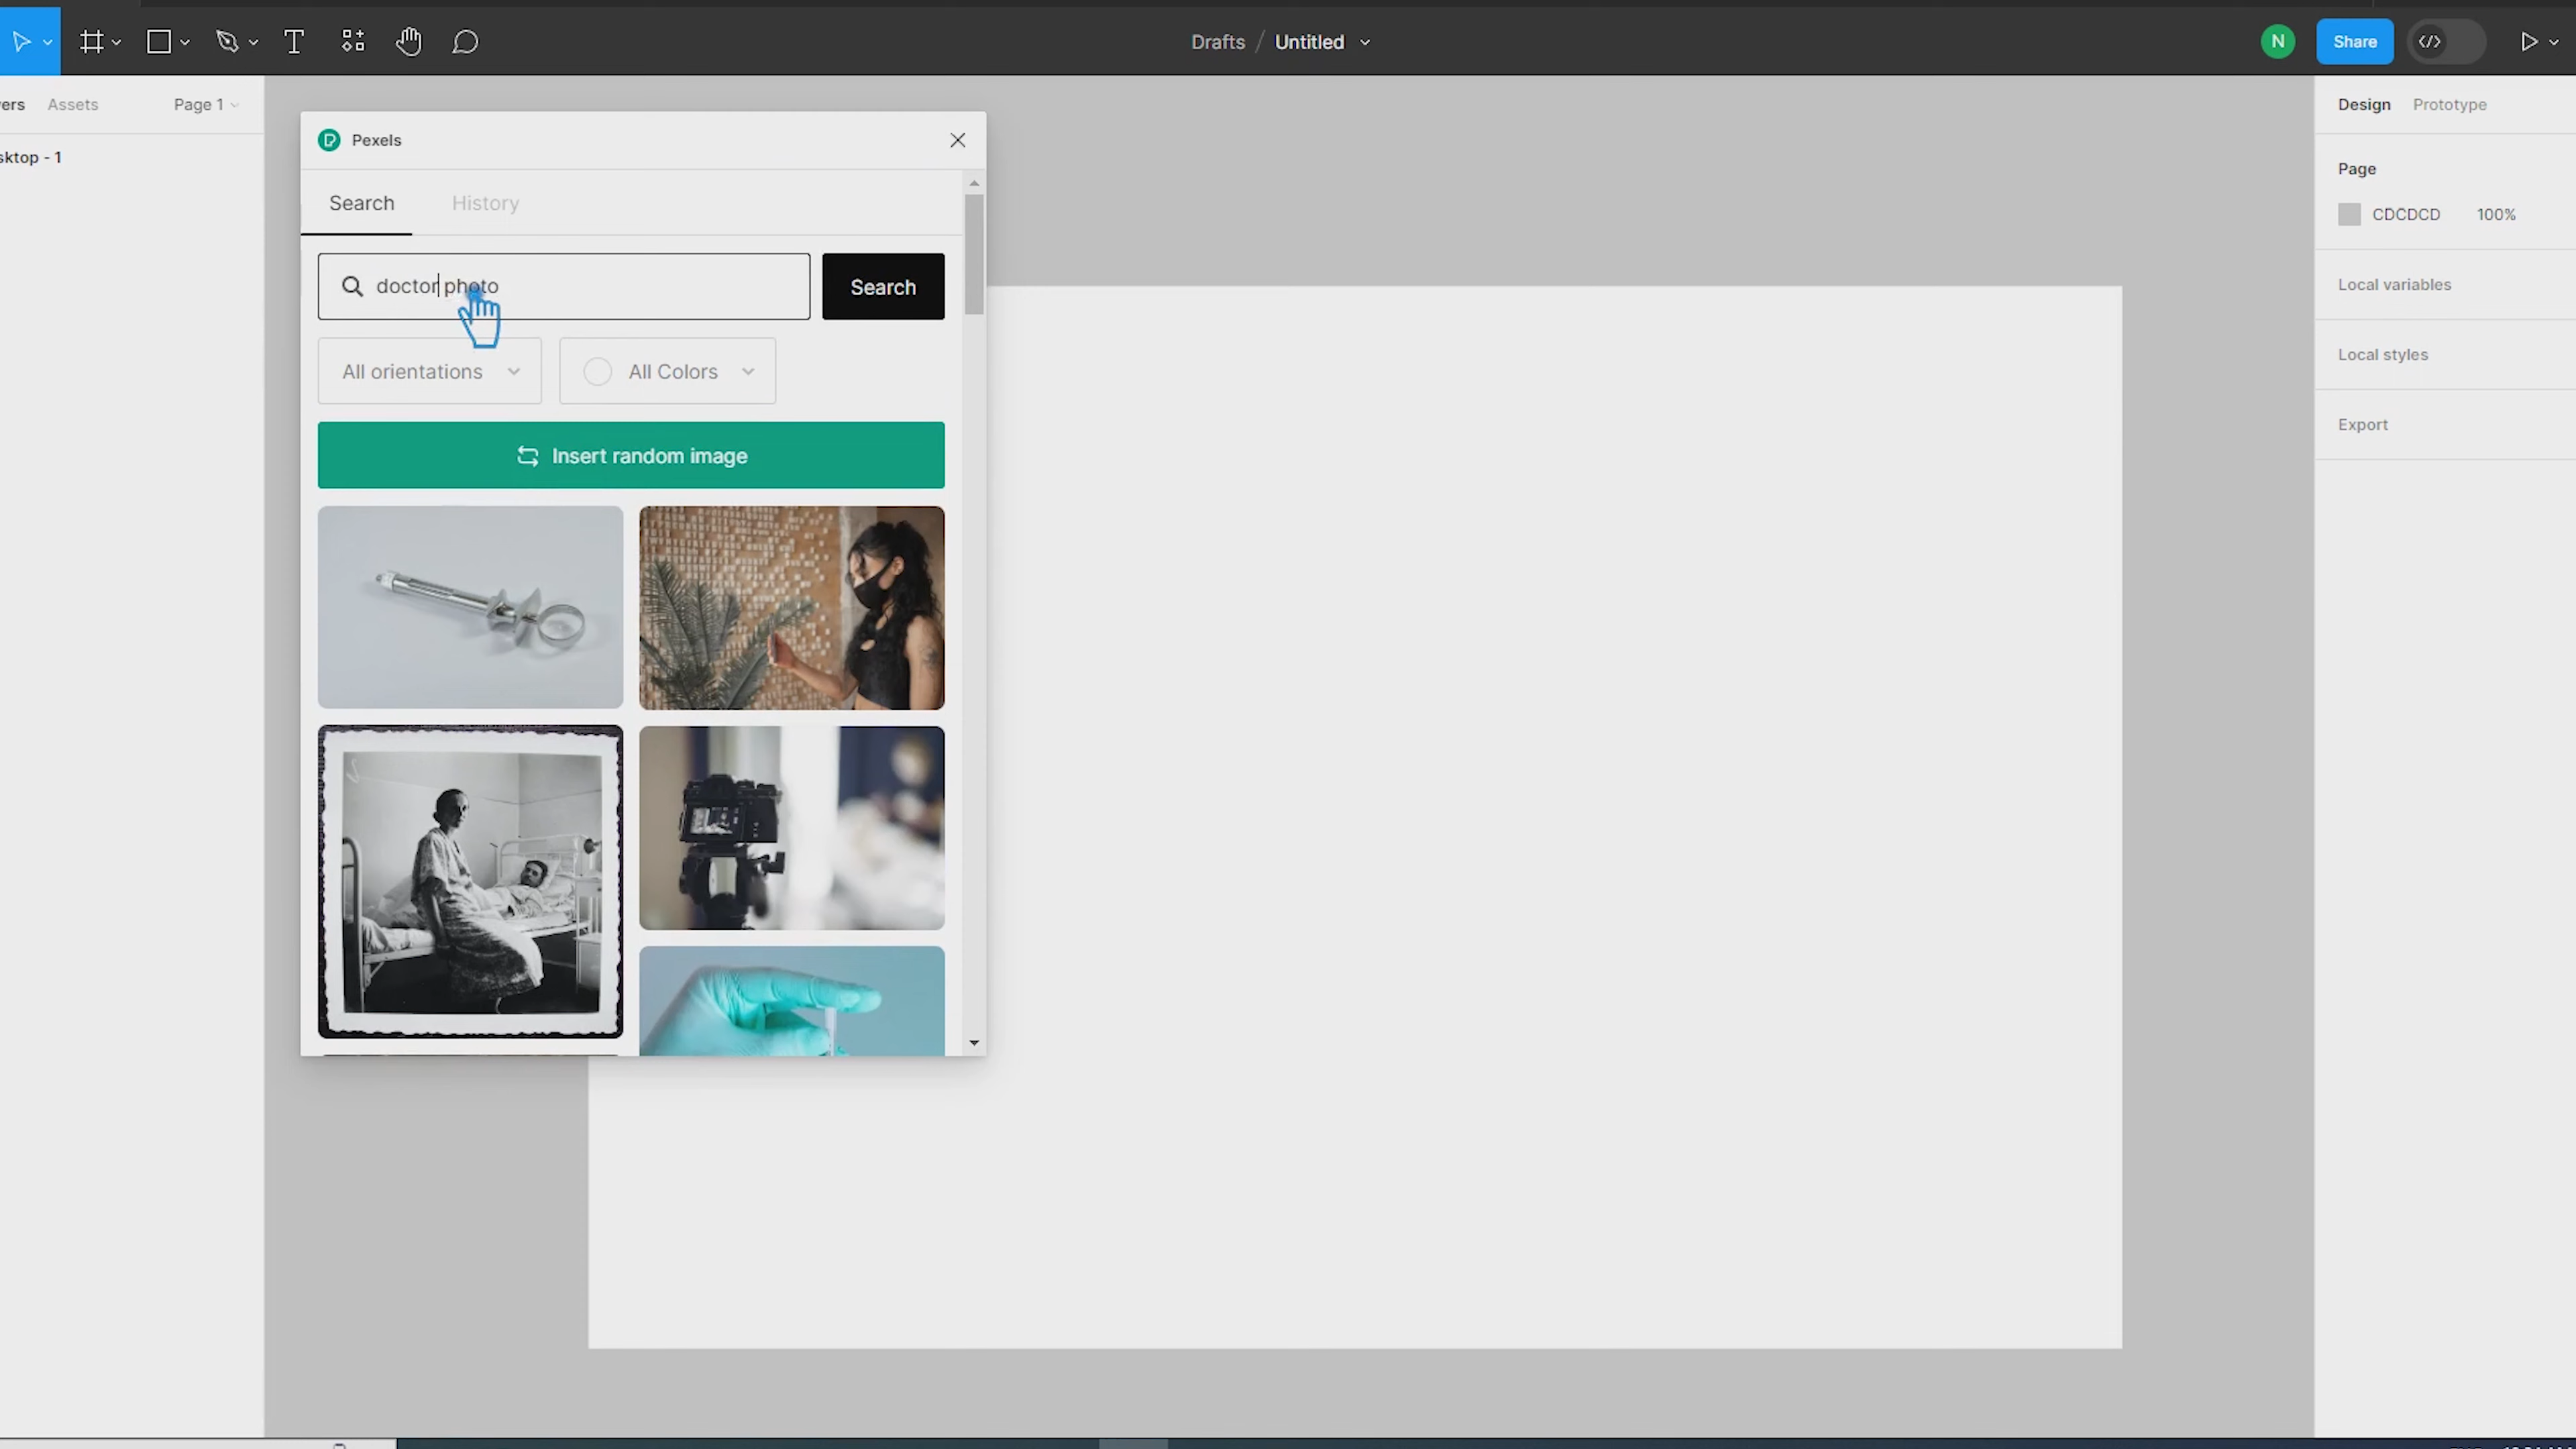 Drafts / Untitled
N
Share
ers Assets Page 1
sktop - 1
Pexels
Search History
doctor photo
Search
All orientations All Colors
Insert random image
Design Prototype
Page
CDCDCD 100%
Local variables
Local styles
Export